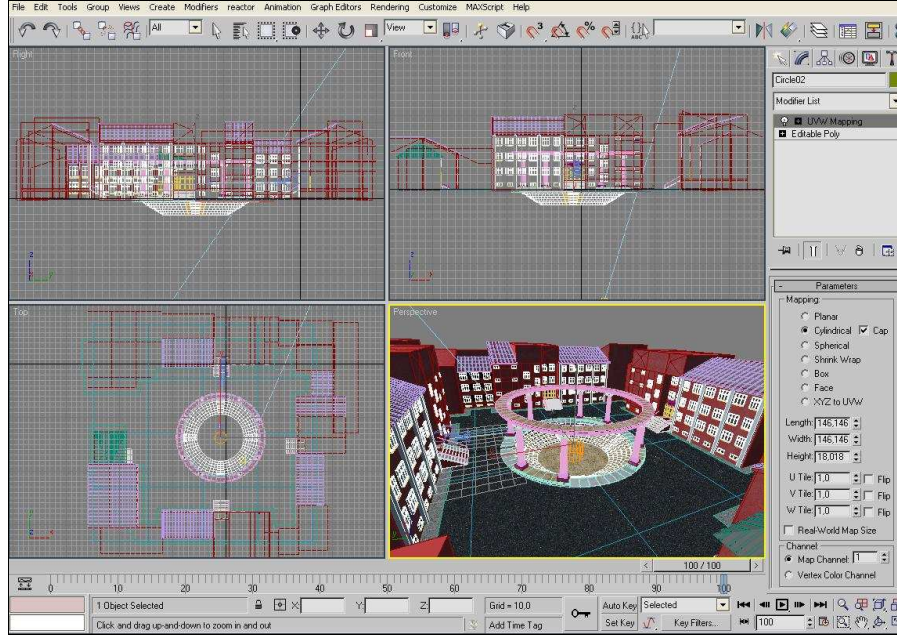 File Edit Tools Group Views Create Modifiers reactor Animation Graph Editors Rendering Customize MAXScript Help
All
View
Right
Front
Top
Perspective
Circle02
Modifier List
UVW Mapping
Editable Poly
Parameters
Mapping:
Planar
Cylindrical Cap
Spherical
Shrink Wrap
Box
Face
XYZ to UVW
Length: 146,146
Width: 146,146
Height: 18,018
U Tile: 1,0 Flip
V Tile: 1,0 Flip
W Tile: 1,0 Flip
Real-World Map Size
Channel:
Map Channel: 1
Vertex Color Channel
100 / 100
0 10 20 30 40 50 60 70 80 90 100
1 Object Selected X: Y: Z: Grid = 10,0 Auto Key Selected
Click and drag up-and-down to zoom in and out Add Time Tag Set Key Key Filters... 100